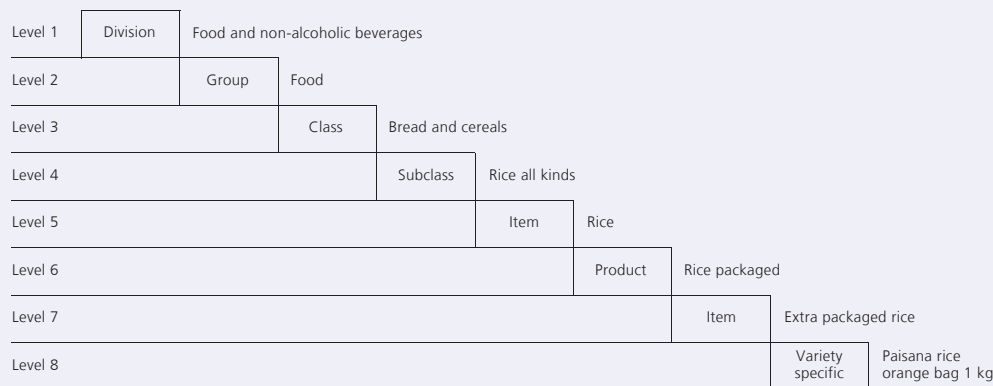 Level 1 Division Food and non-alcoholic beverages
Level 2 Group Food
Level 3 Class Bread and cereals
Level 4 Subclass Rice all kinds
Level 5 Item Rice
Level 6 Product Rice packaged
Level 7 Item Extra packaged rice
Level 8 Variety specific Paisana rice orange bag 1 kg